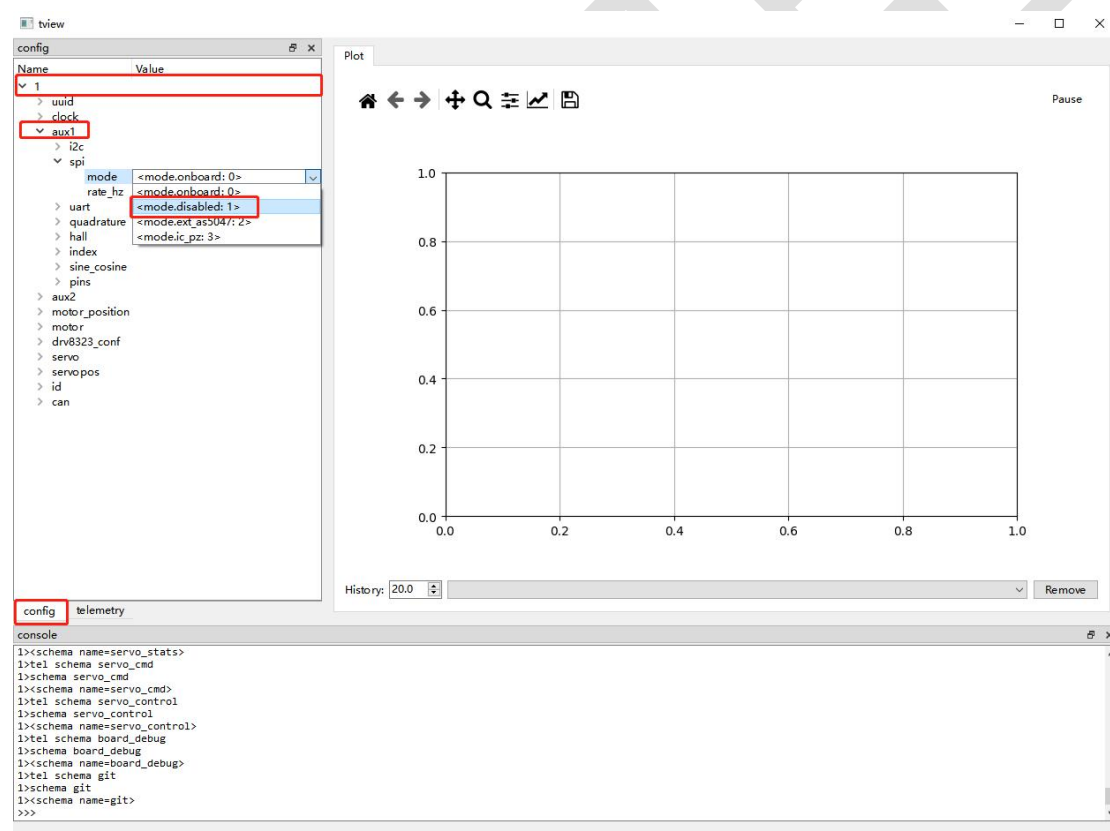 tview
config
Name Value
1
uuid
clock
aux1
i2c
spi
mode <mode.onboard: 0>
rate_hz <mode.onboard: 0>
uart <mode.disabled: 1>
quadrature <mode.ext_as5047: 2>
hall <mode.ic_pz: 3>
index
sine_cosine
pins
aux2
motor_position
motor
drv8323_conf
servo
servopos
id
can
config telemetry
Plot
Pause
1.0
0.8
0.6
0.4
0.2
0.0
0.0 0.2 0.4 0.6 0.8 1.0
History: 20.0 Remove
console
1><schema name=servo_stats>
1>tel schema servo_cmd
1>schema servo_cmd
1><schema name=servo_cmd>
1>tel schema servo_control
1>schema servo_control
1><schema name=servo_control>
1>tel schema board_debug
1>schema board_debug
1><schema name=board_debug>
1>tel schema git
1>schema git
1><schema name=git>
>>>